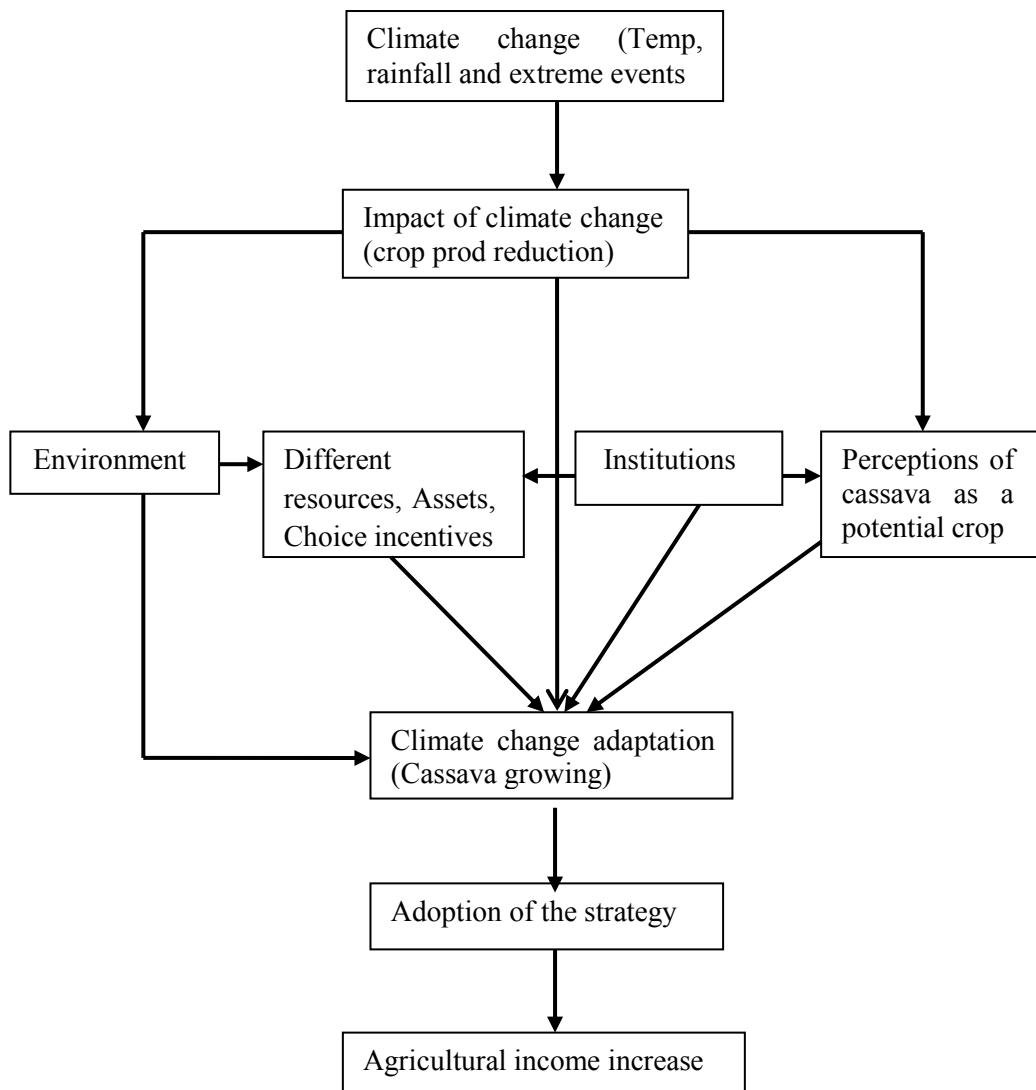 Climate change (Temp,
rainfall and extreme events
Impact of climate change
(crop prod reduction)
Environment
Different
resources, Assets,
Choice incentives
Institutions
Perceptions of
cassava as a
potential crop
Climate change adaptation
(Cassava growing)
Adoption of the strategy
Agricultural income increase